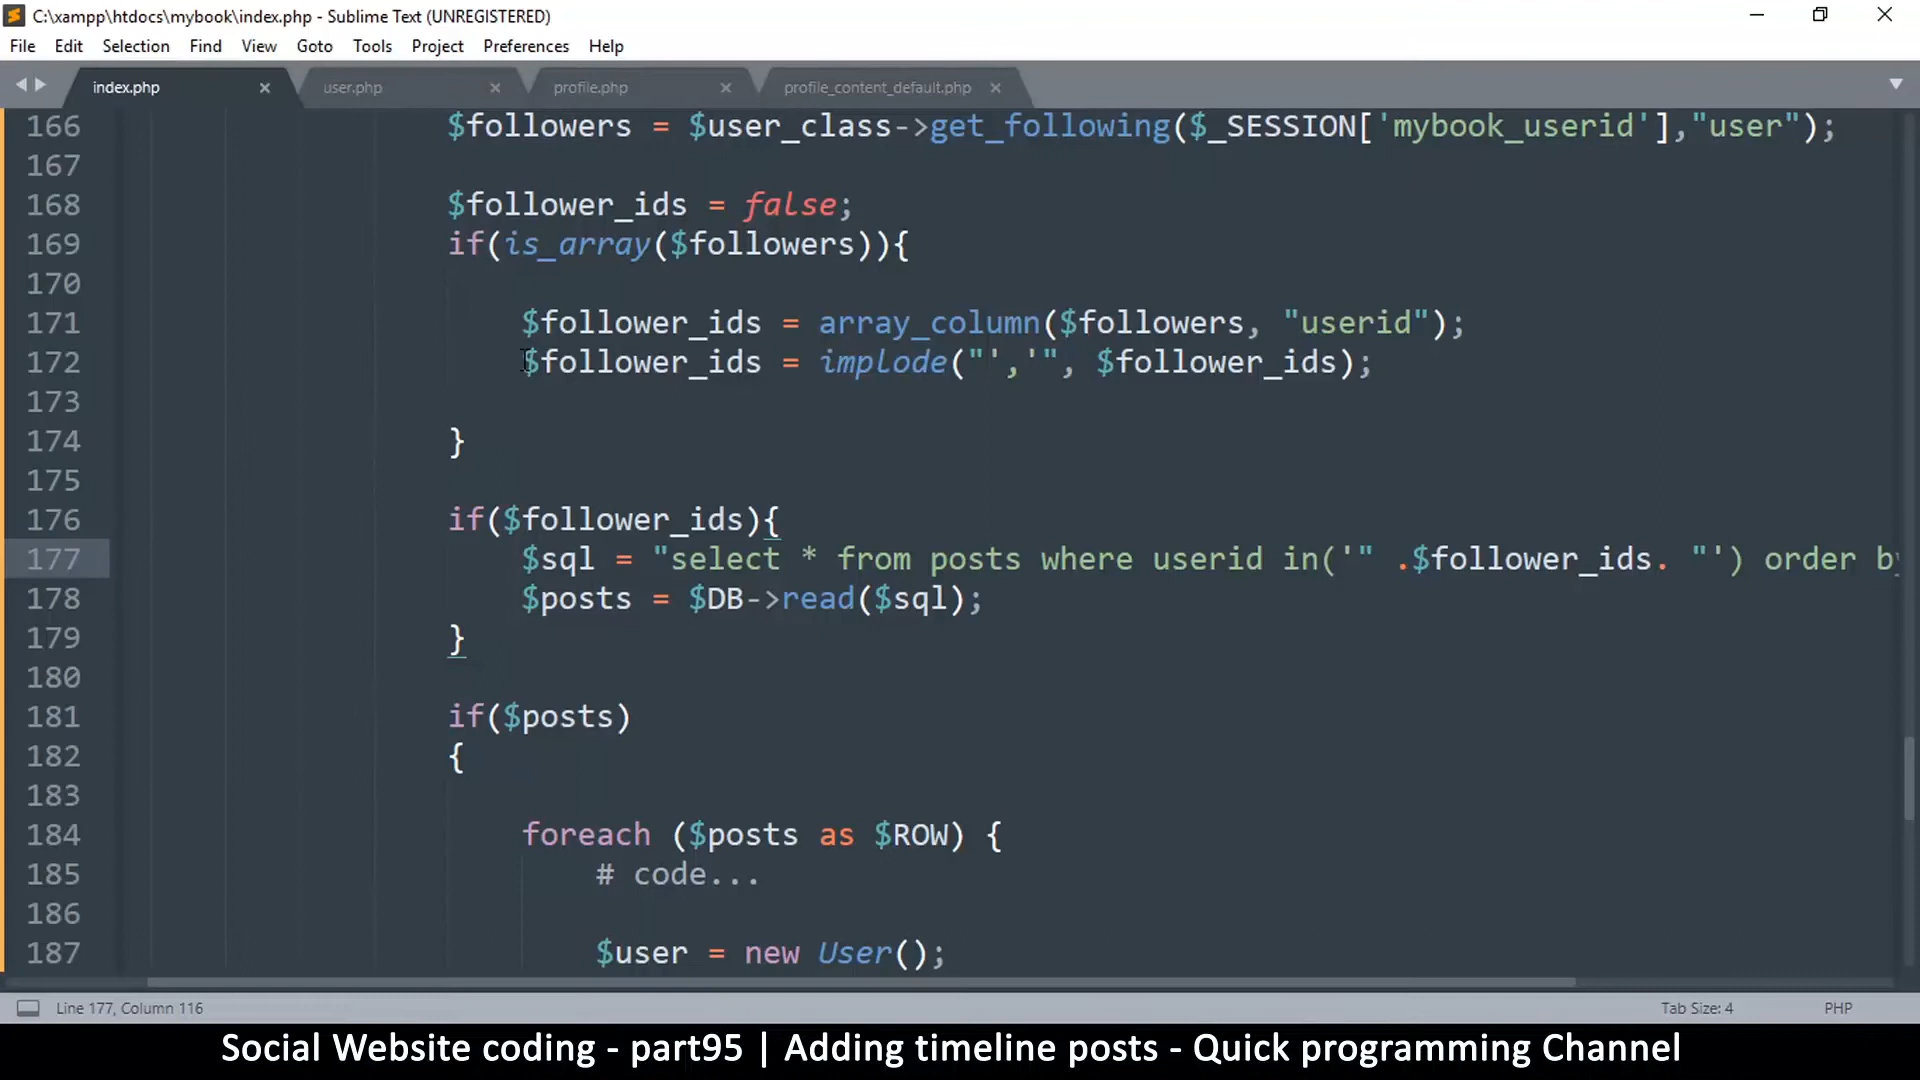 C:\xampp\htdocs\mybook\index.php - Sublime Text (UNREGISTERED)
File Edit Selection Find View Goto Tools Project Preferences Help
index.php user.php profile.php profile_content_default.php
166 $followers = $user_class->get_following($_SESSION['mybook_userid'],"user");
167
168 $follower_ids = false;
169 if(is_array($followers)){
170
171 $follower_ids = array_column($followers, "userid");
172 $follower_ids = implode("','", $follower_ids);
173
174 }
175
176 if($follower_ids){
177 $sql = "select * from posts where userid in('" .$follower_ids. "') order by
178 $posts = $DB->read($sql);
179 }
180
181 if($posts)
182 {
183
184 foreach ($posts as $ROW) {
185 # code...
186
187 $user = new User();
Line 177, Column 116 Tab Size: 4 PHP
Social Website coding - part95 | Adding timeline posts - Quick programming Channel